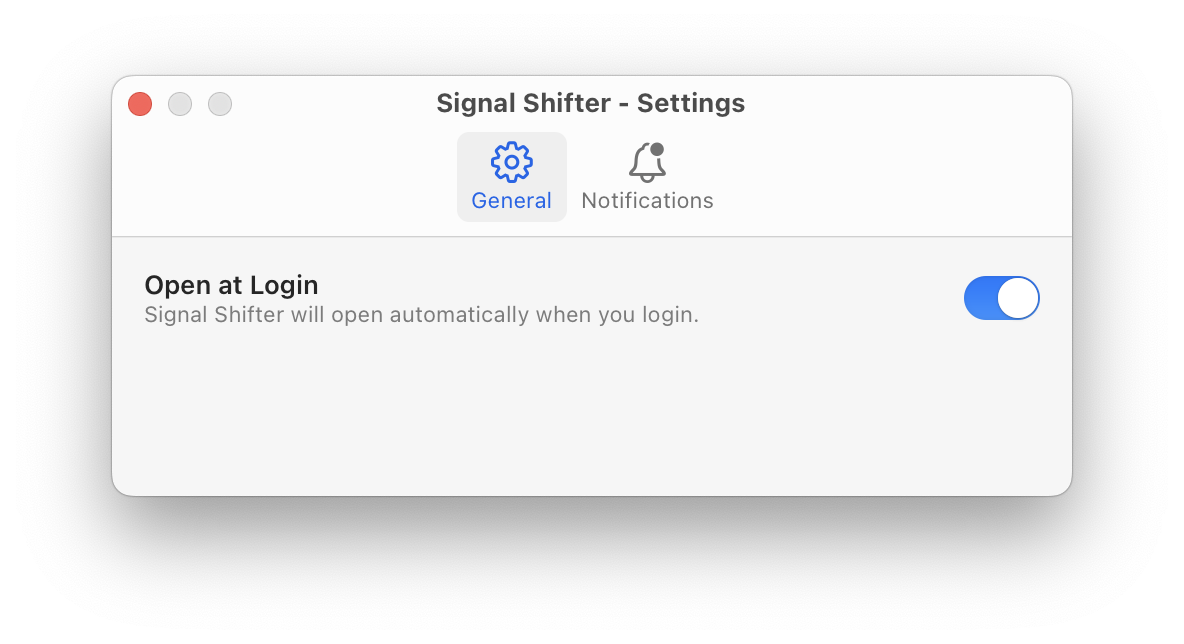 Signal Shifter - Settings
General
Notifications
Open at Login
Signal Shifter will open automatically when you login.